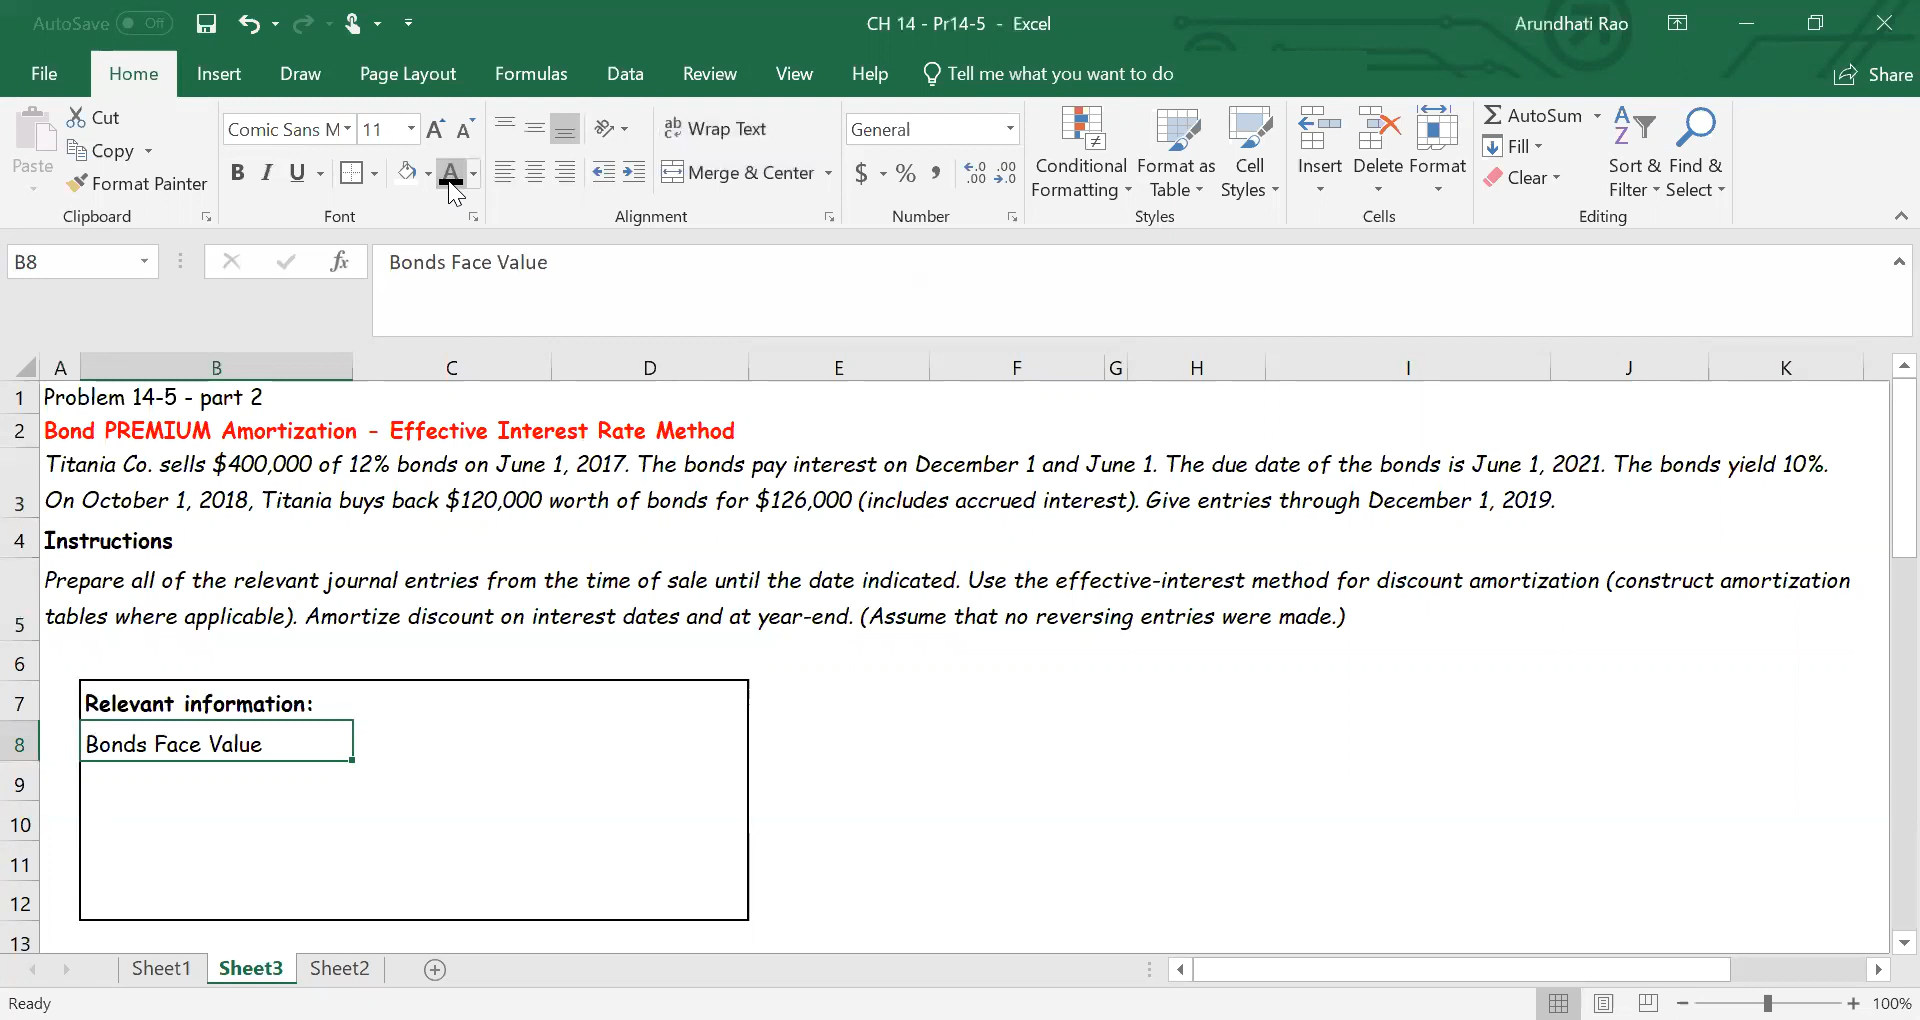 AutoSave Off
CH 14 - Pr14-5 - Excel
Arundhati Rao
File Home Insert Draw Page Layout Formulas Data Review View Help Tell me what you want to do Share
Paste
Cut
Copy
Format Painter
Clipboard
Comic Sans M 11
A A
B I U A
Font
ab Wrap Text
Merge & Center
Alignment
General
$ % , .00 .00
Number
Conditional Formatting
Format as Table
Cell Styles
Styles
Insert
Delete
Format
Cells
AutoSum
Fill
Clear
Sort & Filter
Find & Select
Editing
B8
fx
Bonds Face Value
A B C D E F G H I J K
1 Problem 14-5 - part 2
2 Bond PREMIUM Amortization - Effective Interest Rate Method
Titania Co. sells $400,000 of 12% bonds on June 1, 2017. The bonds pay interest on December 1 and June 1. The due date of the bonds is June 1, 2021. The bonds yield 10%.
3 On October 1, 2018, Titania buys back $120,000 worth of bonds for $126,000 (includes accrued interest). Give entries through December 1, 2019.
4 Instructions
Prepare all of the relevant journal entries from the time of sale until the date indicated. Use the effective-interest method for discount amortization (construct amortization
5 tables where applicable). Amortize discount on interest dates and at year-end. (Assume that no reversing entries were made.)
6
7 Relevant information:
8 Bonds Face Value
9
10
11
12
13
Sheet1 Sheet3 Sheet2
Ready
100%